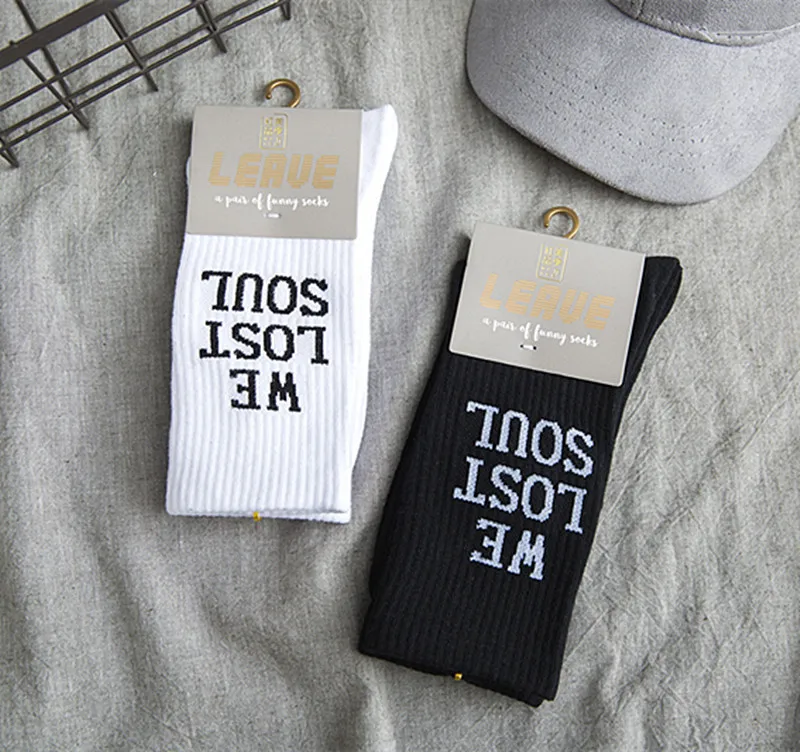 LEAVE
a pair of funny socks
WE
LOST
SOUL
LEAVE
a pair of funny socks
WE
LOST
SOUL